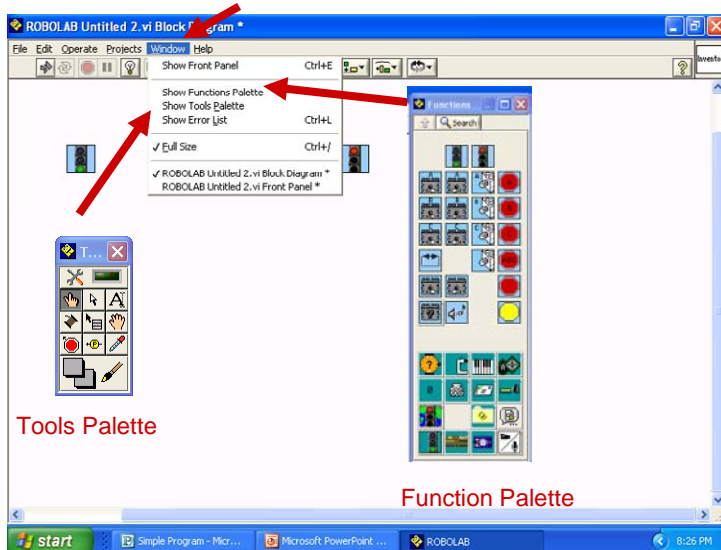 ROBOLAB Untitled 2.vi Block Diagram *
File Edit Operate Projects Window Help
Show Front Panel Ctrl+E
Show Functions Palette
Show Tools Palette
Show Error List Ctrl+L
✓ Full Size Ctrl+/
✓ ROBOLAB Untitled 2.vi Block Diagram *
ROBOLAB Untitled 2.vi Front Panel *
Functions
Search
T...
Tools Palette
Function Palette
start
Simple Program - Micr...
Microsoft PowerPoint ...
ROBOLAB
8:26 PM